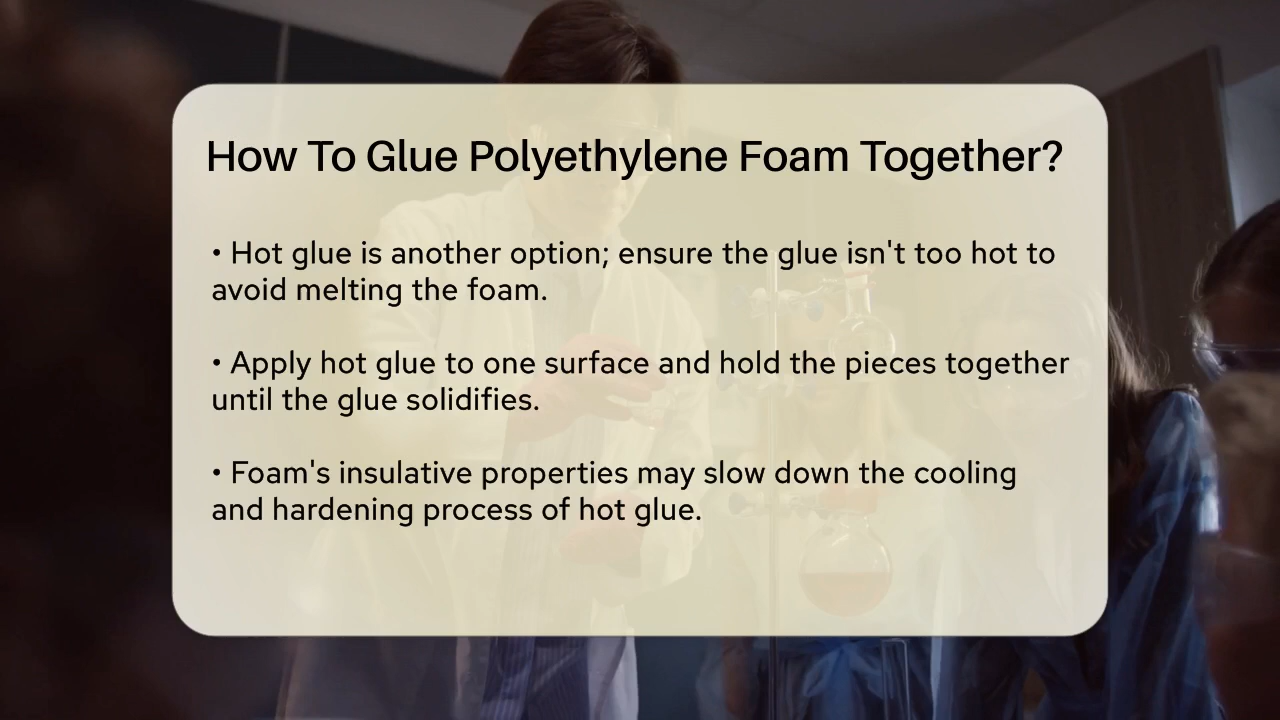 How To Glue Polyethylene Foam Together?
• Hot glue is another option; ensure the glue isn't too hot to
avoid melting the foam.
• Apply hot glue to one surface and hold the pieces together
until the glue solidifies.
• Foam's insulative properties may slow down the cooling
and hardening process of hot glue.